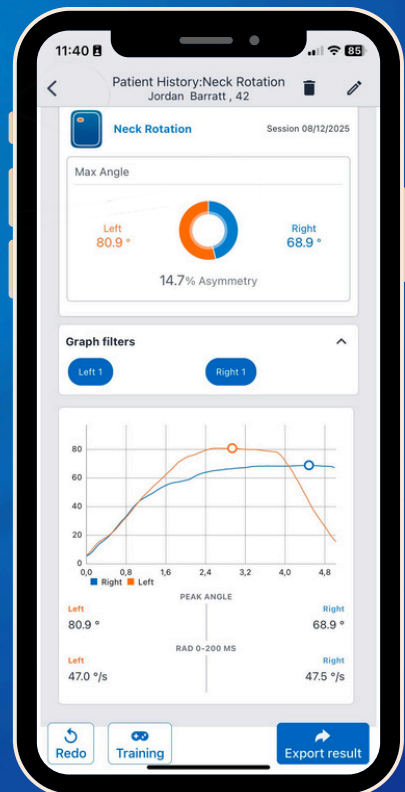 11:40
85
Patient History:Neck Rotation
Jordan Barratt , 42
Neck Rotation
Session 08/12/2025
Max Angle
Left
80.9 °
Right
68.9 °
14.7% Asymmetry
Graph filters
Left 1
Right 1
80
60
40
20
0
0,0 0,8 1,6 2,4 3,2 4,0 4,8
Right Left
PEAK ANGLE
Left Right
80.9 ° 68.9 °
RAD 0-200 MS
Left Right
47.0 °/s 47.5 °/s
Redo
Training
Export result